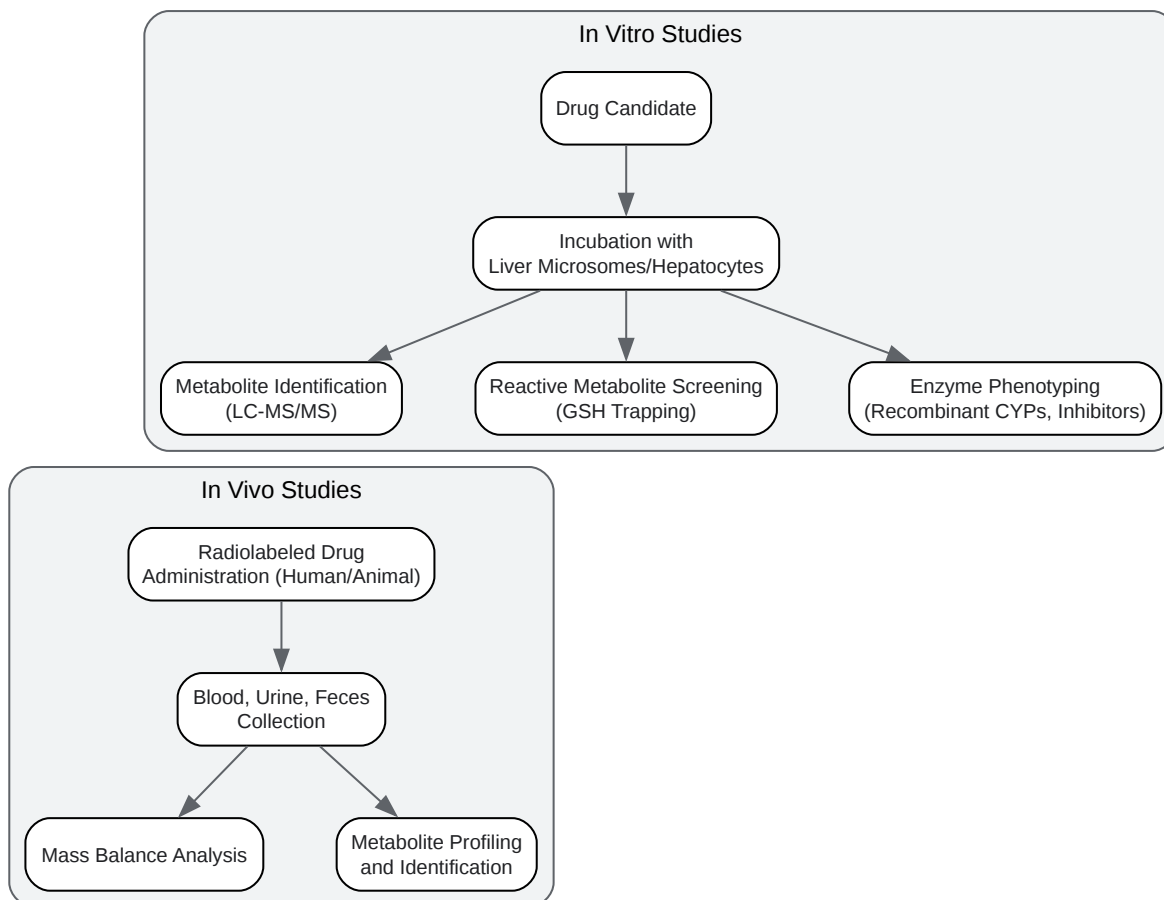 In Vitro Studies
Drug Candidate
Incubation with
Liver Microsomes/Hepatocytes
Metabolite Identification
(LC-MS/MS)
Reactive Metabolite Screening
(GSH Trapping)
Enzyme Phenotyping
(Recombinant CYPs, Inhibitors)
In Vivo Studies
Radiolabeled Drug
Administration (Human/Animal)
Blood, Urine, Feces
Collection
Mass Balance Analysis
Metabolite Profiling
and Identification